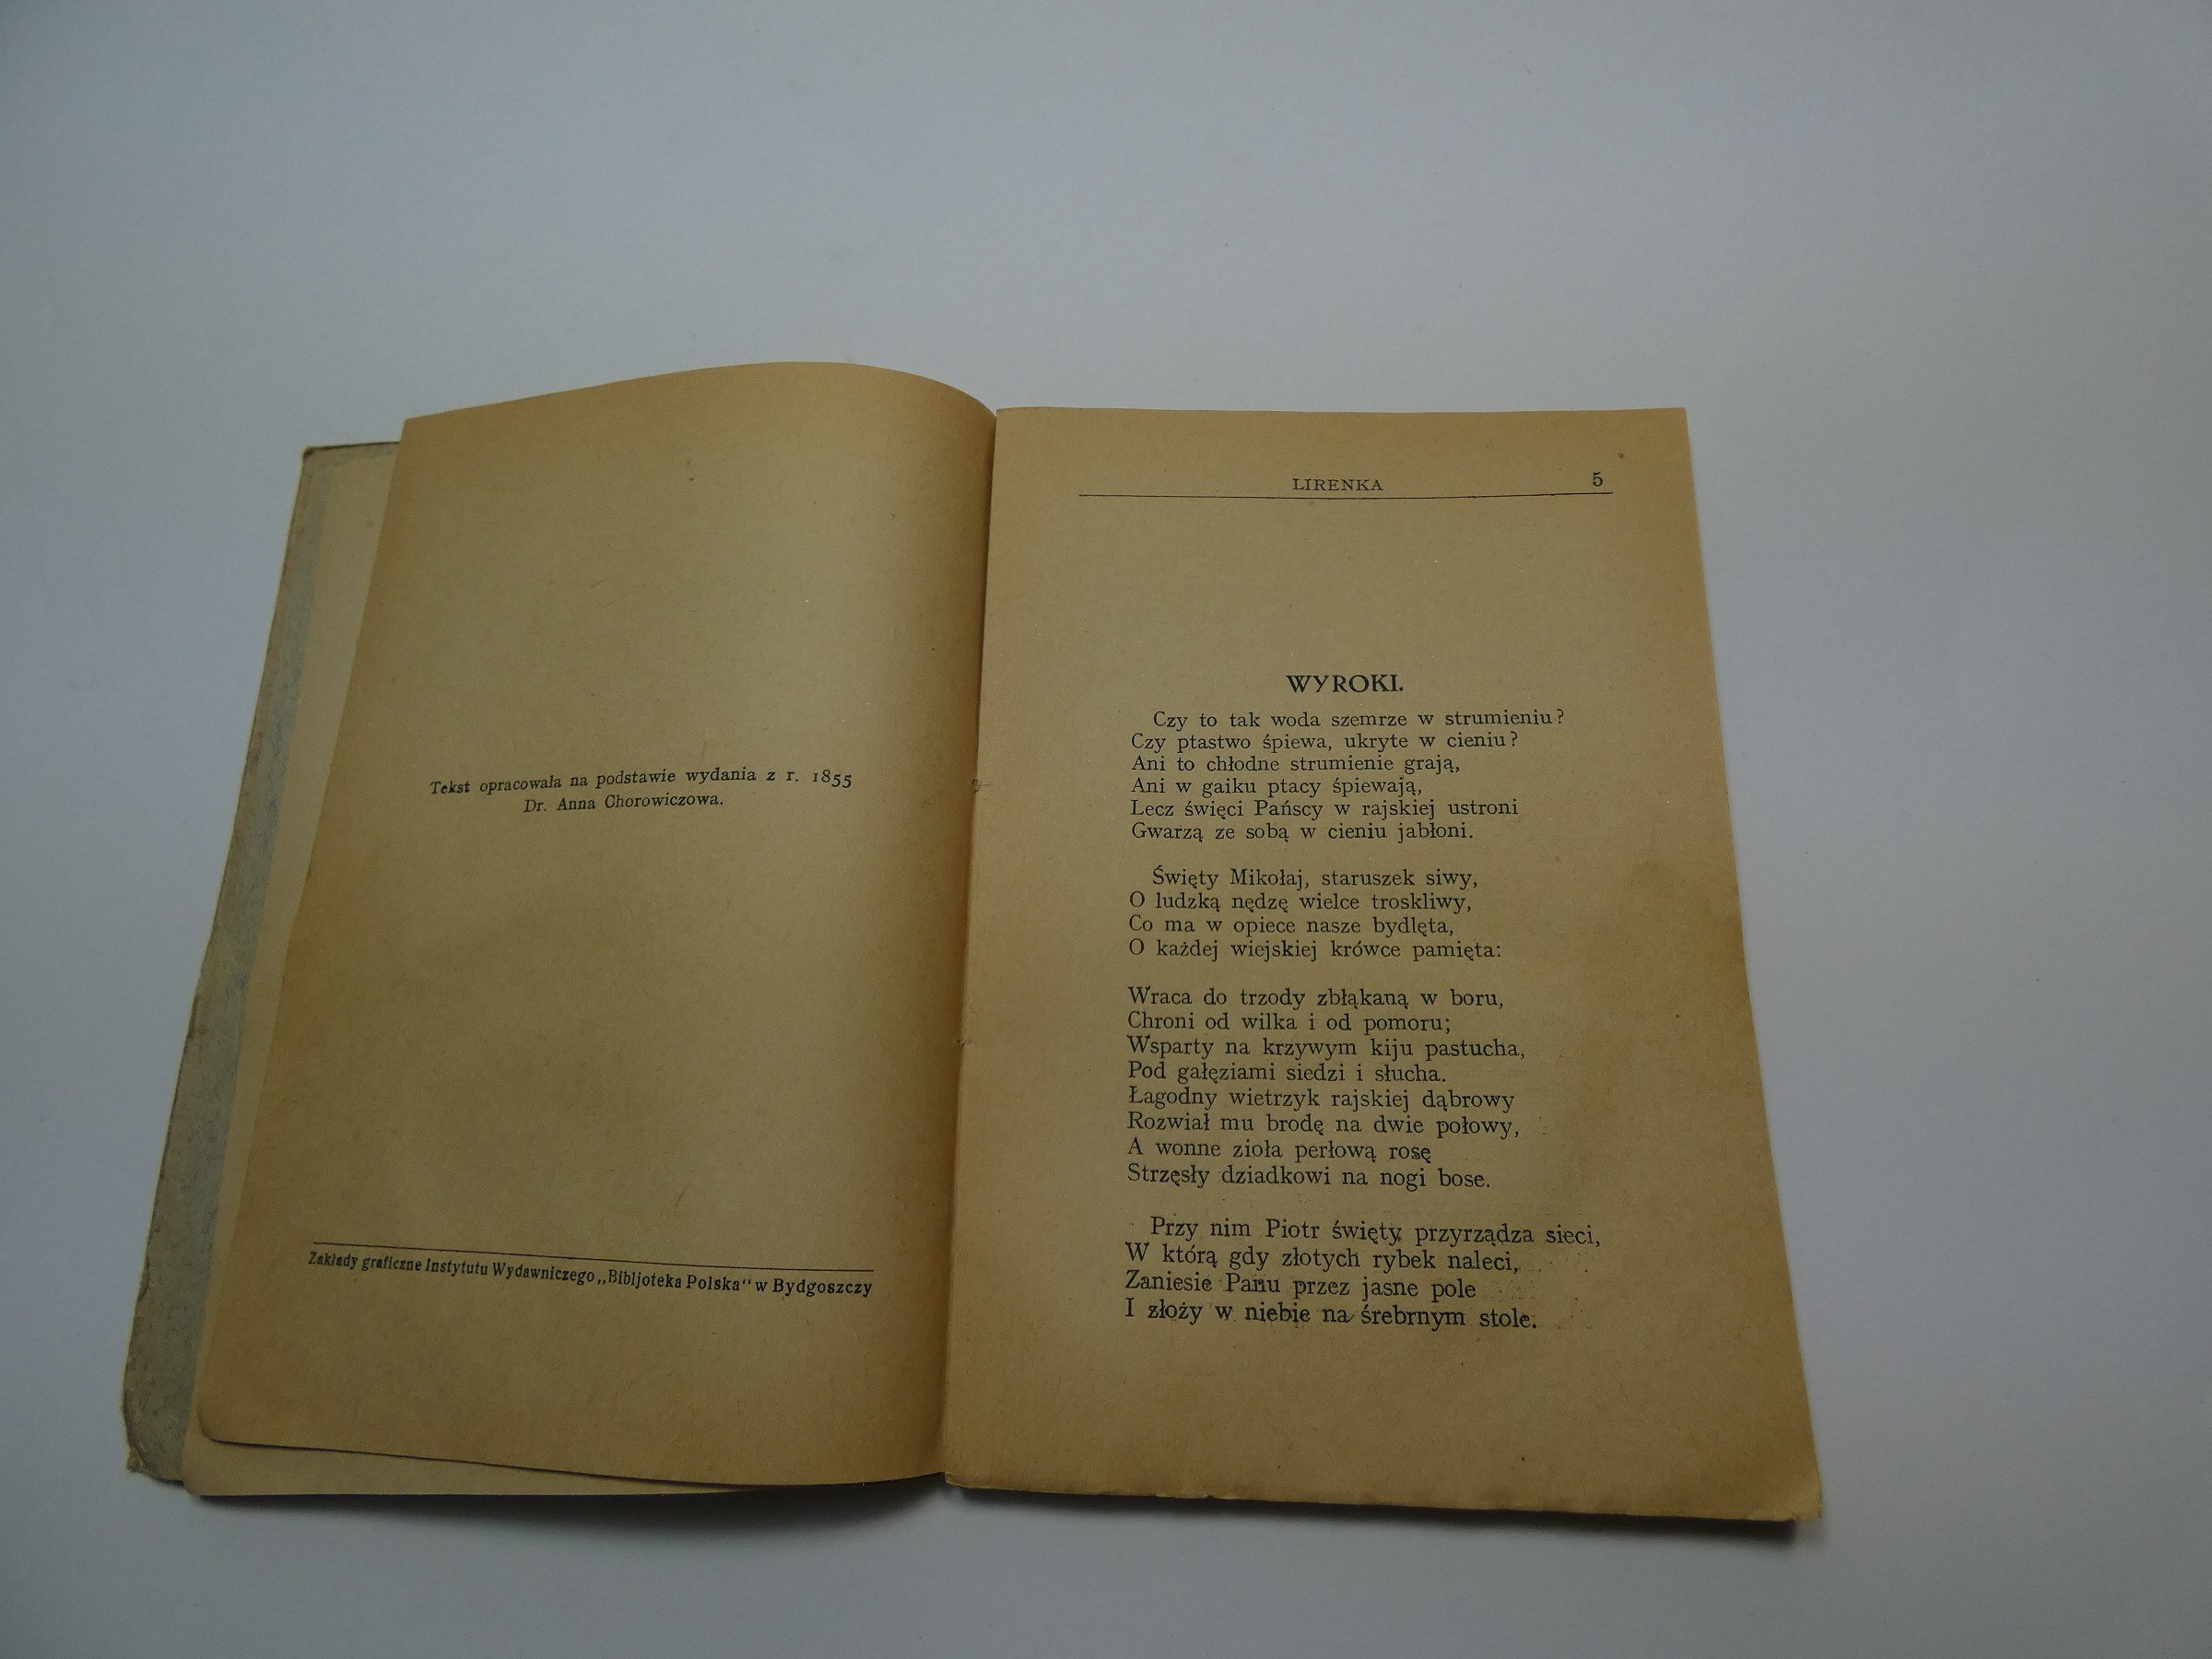 Tekst opracowała na podstawie wydania z r. 1855
Dr. Anna Chorowiczowa.
Zakłady graficzne Instytutu Wydawniczego „Bibljoteka Polska“ w Bydgoszczy
LIRENKA 5
WYROKI.
Czy to tak woda szemrze w strumieniu?
Czy ptastwo śpiewa, ukryte w cieniu?
Ani to chłodne strumienie grają,
Ani w gaiku ptacy śpiewają,
Lecz święci Pańscy w rajskiej ustroni
Gwarzą ze sobą w cieniu jabłoni.
Święty Mikołaj, staruszek siwy,
O ludzką nędzę wielce troskliwy,
Co ma w opiece nasze bydlęta,
O każdej wiejskiej krówce pamięta:
Wraca do trzody zbłąkaną w boru,
Chroni od wilka i od pomoru;
Wsparty na krzywym kiju pastucha,
Pod gałęziami siedzi i słucha.
Łagodny wietrzyk rajskiej dąbrowy
Rozwiał mu brodę na dwie połowy,
A wonne zioła perłową rosę
Strzęsły dziadkowi na nogi bose.
Przy nim Piotr święty przyrządza sieci,
W którą gdy złotych rybek naleci,
Zaniesie Panu przez jasne pole
I złoży w niebie na srebrnym stole.